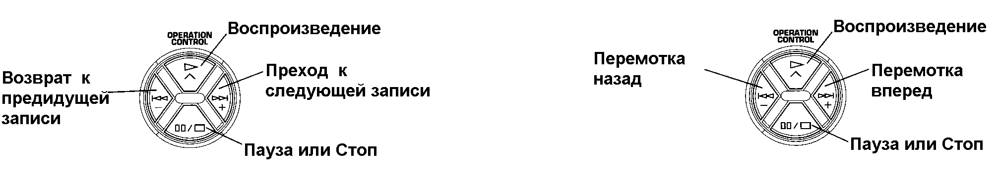 Воспроизведение
OPERATION
CONTROL
Преход к
следующей записи
Возврат к
предидущей
записи
Пауза или Стоп
Воспроизведение
OPERATION
CONTROL
Перемотка
назад
Перемотка
вперед
Пауза или Стоп